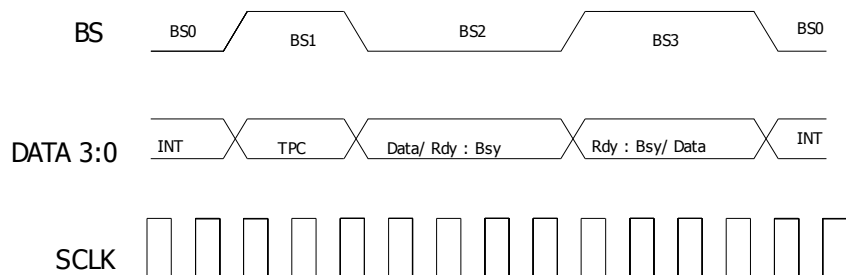 BS BS0 BS1 BS2 BS3 BS0
DATA 3:0 INT TPC Data/ Rdy : Bsy Rdy : Bsy/ Data INT
SCLK